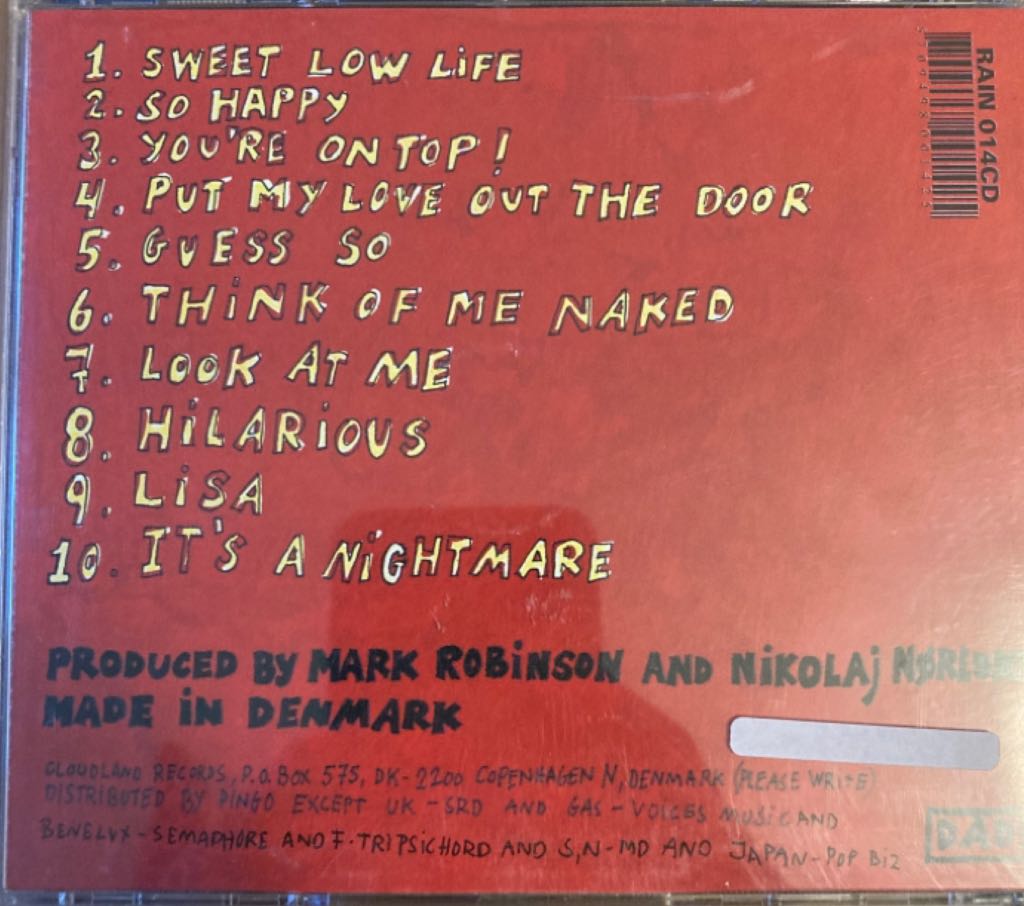 1. SWEET LOW LiFE
2. SO HAPPY
3. YOU'RE ON TOP!
4. PUT MY LOVE OUT THE DOOR
5. GUESS SO
6. THiNK OF ME NAKED
7. LOOK AT ME
8. HiLARiOUS
9. LiSA
10. IT'S A NiGHTMARE
RAIN 014CD
PRODUCED BY MARK ROBiNSON AND NiKOLAj
MADE iN DENMARK
CLOUDLAND RECORDS, P.O. BOX 575, DK-2200 COPENHAGEN N, DENMARK (PLEASE WRITE)
DISTRIBUTED BY DINGO EXCEPT UK - SRD AND GAS - VOICES MUSIC AND
BENELUX - SEMAPHORE AND F. TRIPSICHORD AND S,N-MD AND JAPAN - POP Biz